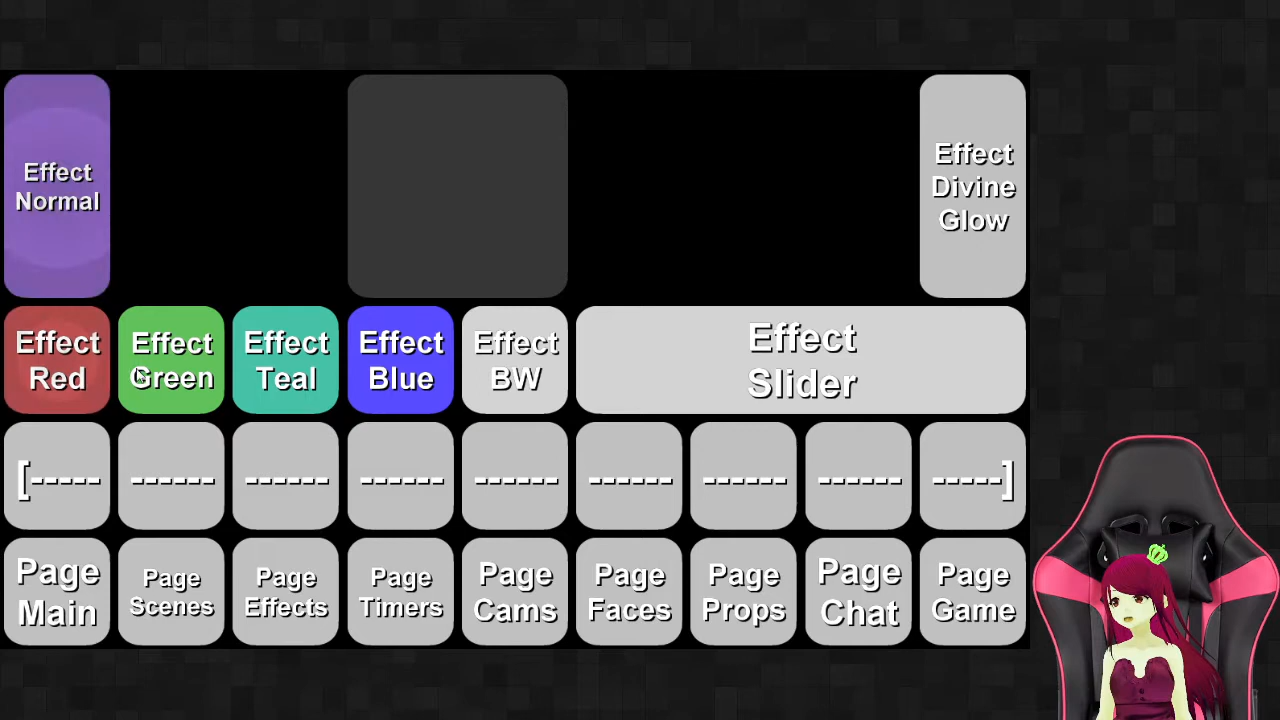 Effect
Normal
Effect
Divine
Glow
Effect
Red
Effect
Green
Effect
Teal
Effect
Blue
Effect
BW
Effect
Slider
[-----
------
------
------
------
------
------
------
-----]
Page
Main
Page
Scenes
Page
Effects
Page
Timers
Page
Cams
Page
Faces
Page
Props
Page
Chat
Page
Game